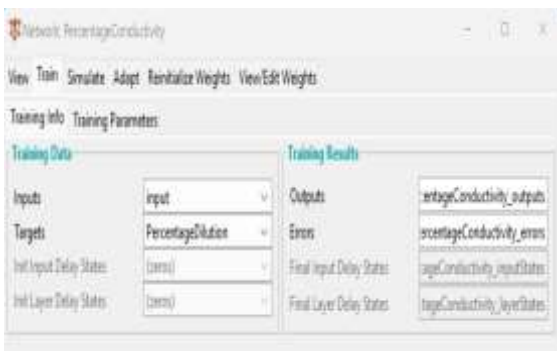 Network: PercentageConductivity
View Train Simulate Adapt Reinitialize Weights View/Edit Weights
Training Info Training Parameters
Training Data
Inputs input
Targets PercentageDilution
Init Input Delay States (zeros)
Init Layer Delay States (zeros)
Training Results
Outputs entageConductivity_outputs
Errors ercentageConductivity_errors
Final Input Delay States ageConductivity_inputStates
Final Layer Delay States tageConductivity_layerStates